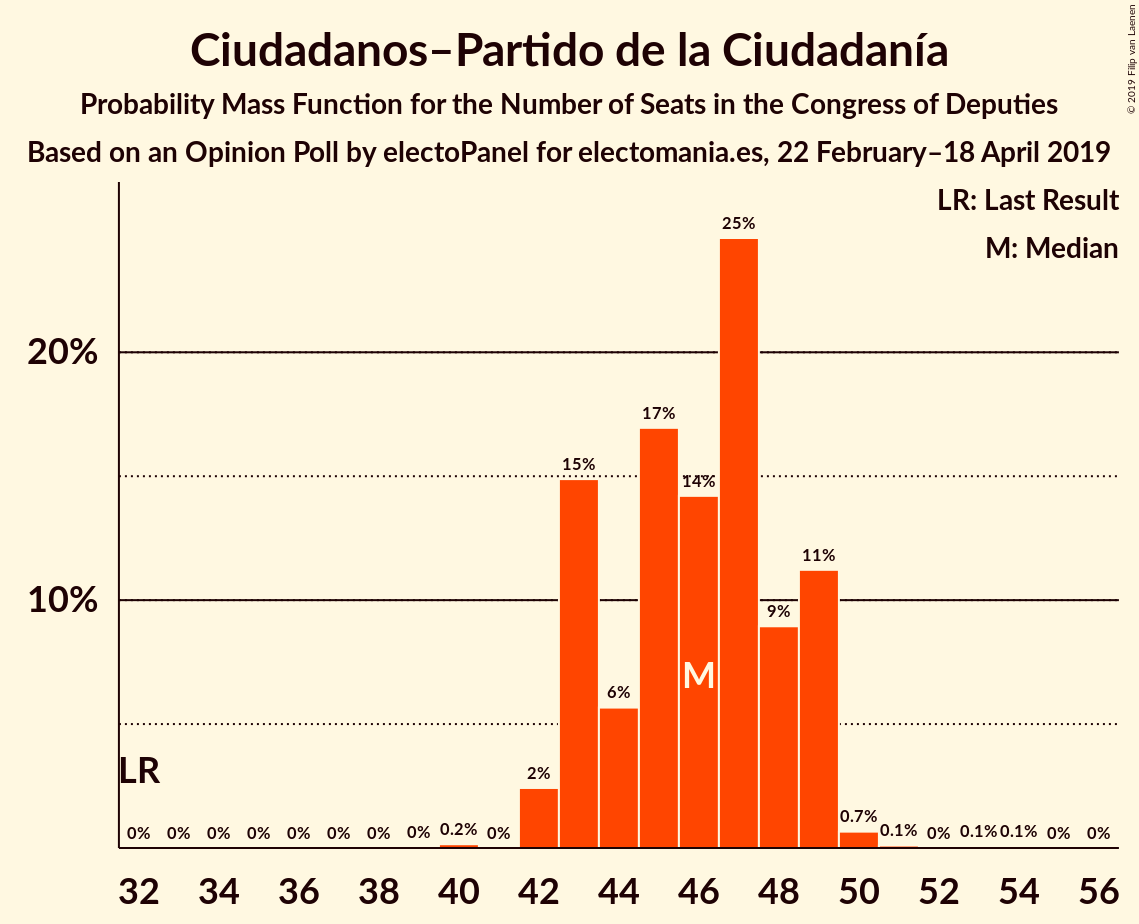 Ciudadanos–Partido de la Ciudadanía
Probability Mass Function for the Number of Seats in the Congress of Deputies
Based on an Opinion Poll by electoPanel for electomania.es, 22 February–18 April 2019
© 2019 Filip van Laenen
LR: Last Result
M: Median
25%
20%
17%
15%
14%
11%
10%
9%
M
6%
LR
2%
0% 0% 0% 0% 0% 0% 0% 0% 0.2% 0% 0.7% 0.1% 0% 0.1% 0.1% 0% 0%
32 34 36 38 40 42 44 46 48 50 52 54 56